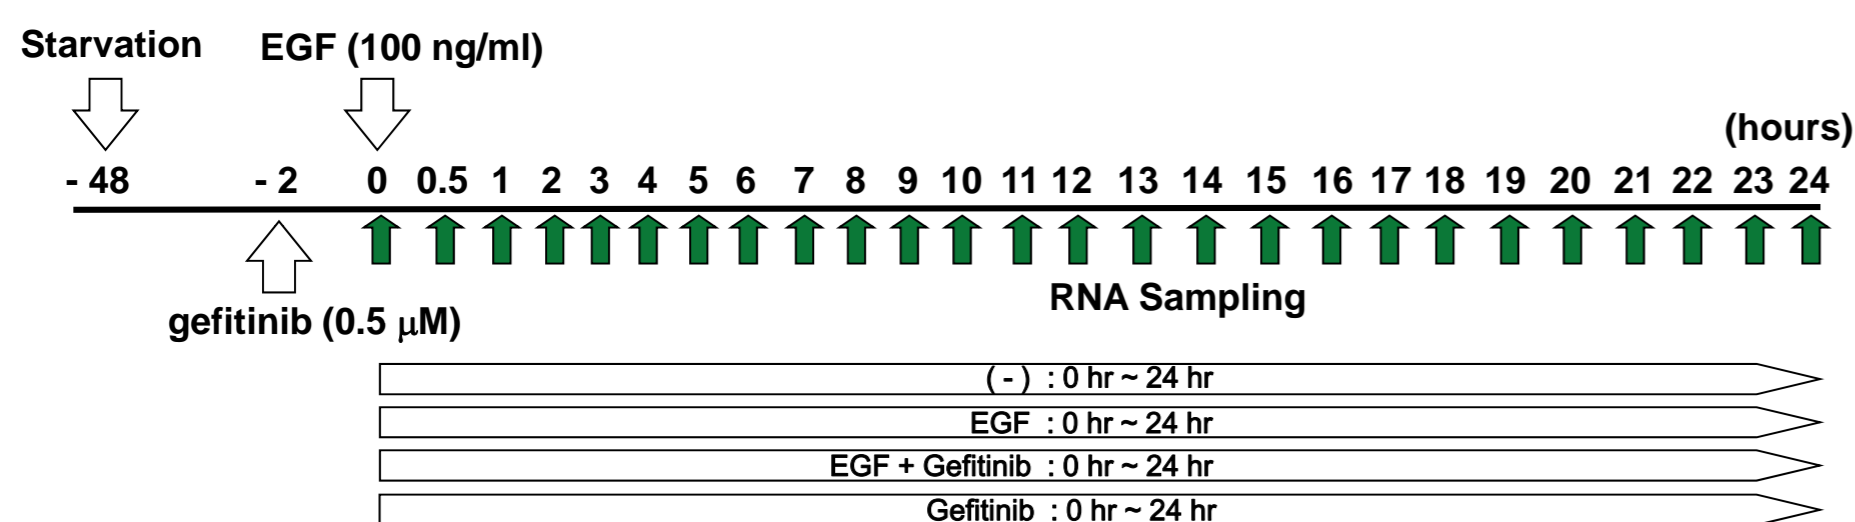 Starvation
EGF (100 ng/ml)
(hours)
- 48 - 2 0 0.5 1 2 3 4 5 6 7 8 9 10 11 12 13 14 15 16 17 18 19 20 21 22 23 24
RNA Sampling
gefitinib (0.5 μM)
( - ) : 0 hr ~ 24 hr
EGF : 0 hr ~ 24 hr
EGF + Gefitinib : 0 hr ~ 24 hr
Gefitinib : 0 hr ~ 24 hr